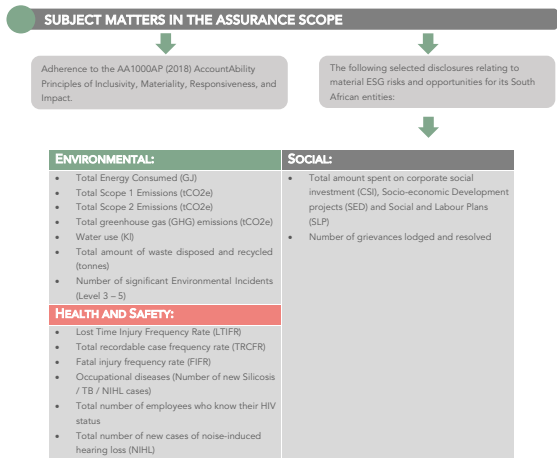 SUBJECT MATTERS IN THE ASSURANCE SCOPE
Adherence to the AA1000AP (2018) AccountAbility
Principles of Inclusivity, Materiality, Responsiveness, and
Impact.
The following selected disclosures relating to
material ESG risks and opportunities for its South
African entities:
ENVIRONMENTAL:
• Total Energy Consumed (GJ)
• Total Scope 1 Emissions (tCO2e)
• Total Scope 2 Emissions (tCO2e)
• Total greenhouse gas (GHG) emissions (tCO2e)
• Water use (Kl)
• Total amount of waste disposed and recycled
(tonnes)
• Number of significant Environmental Incidents
(Level 3 – 5)
HEALTH AND SAFETY:
• Lost Time Injury Frequency Rate (LTIFR)
• Total recordable case frequency rate (TRCFR)
• Fatal injury frequency rate (FIFR)
• Occupational diseases (Number of new Silicosis
/ TB / NIHL cases)
• Total number of employees who know their HIV
status
• Total number of new cases of noise-induced
hearing loss (NIHL)
SOCIAL:
• Total amount spent on corporate social
investment (CSI), Socio-economic Development
projects (SED) and Social and Labour Plans
(SLP)
• Number of grievances lodged and resolved